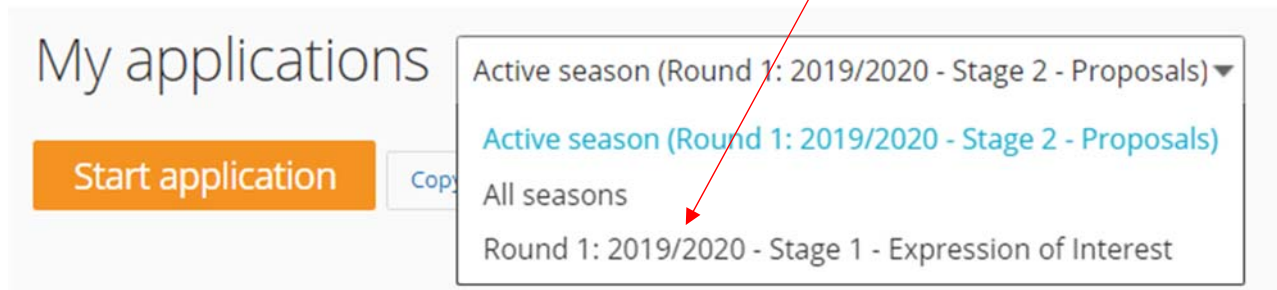 My applications
Active season (Round 1: 2019/2020 - Stage 2 - Proposals)
Active season (Round 1: 2019/2020 - Stage 2 - Proposals)
Start application
All seasons
Round 1: 2019/2020 - Stage 1 - Expression of Interest